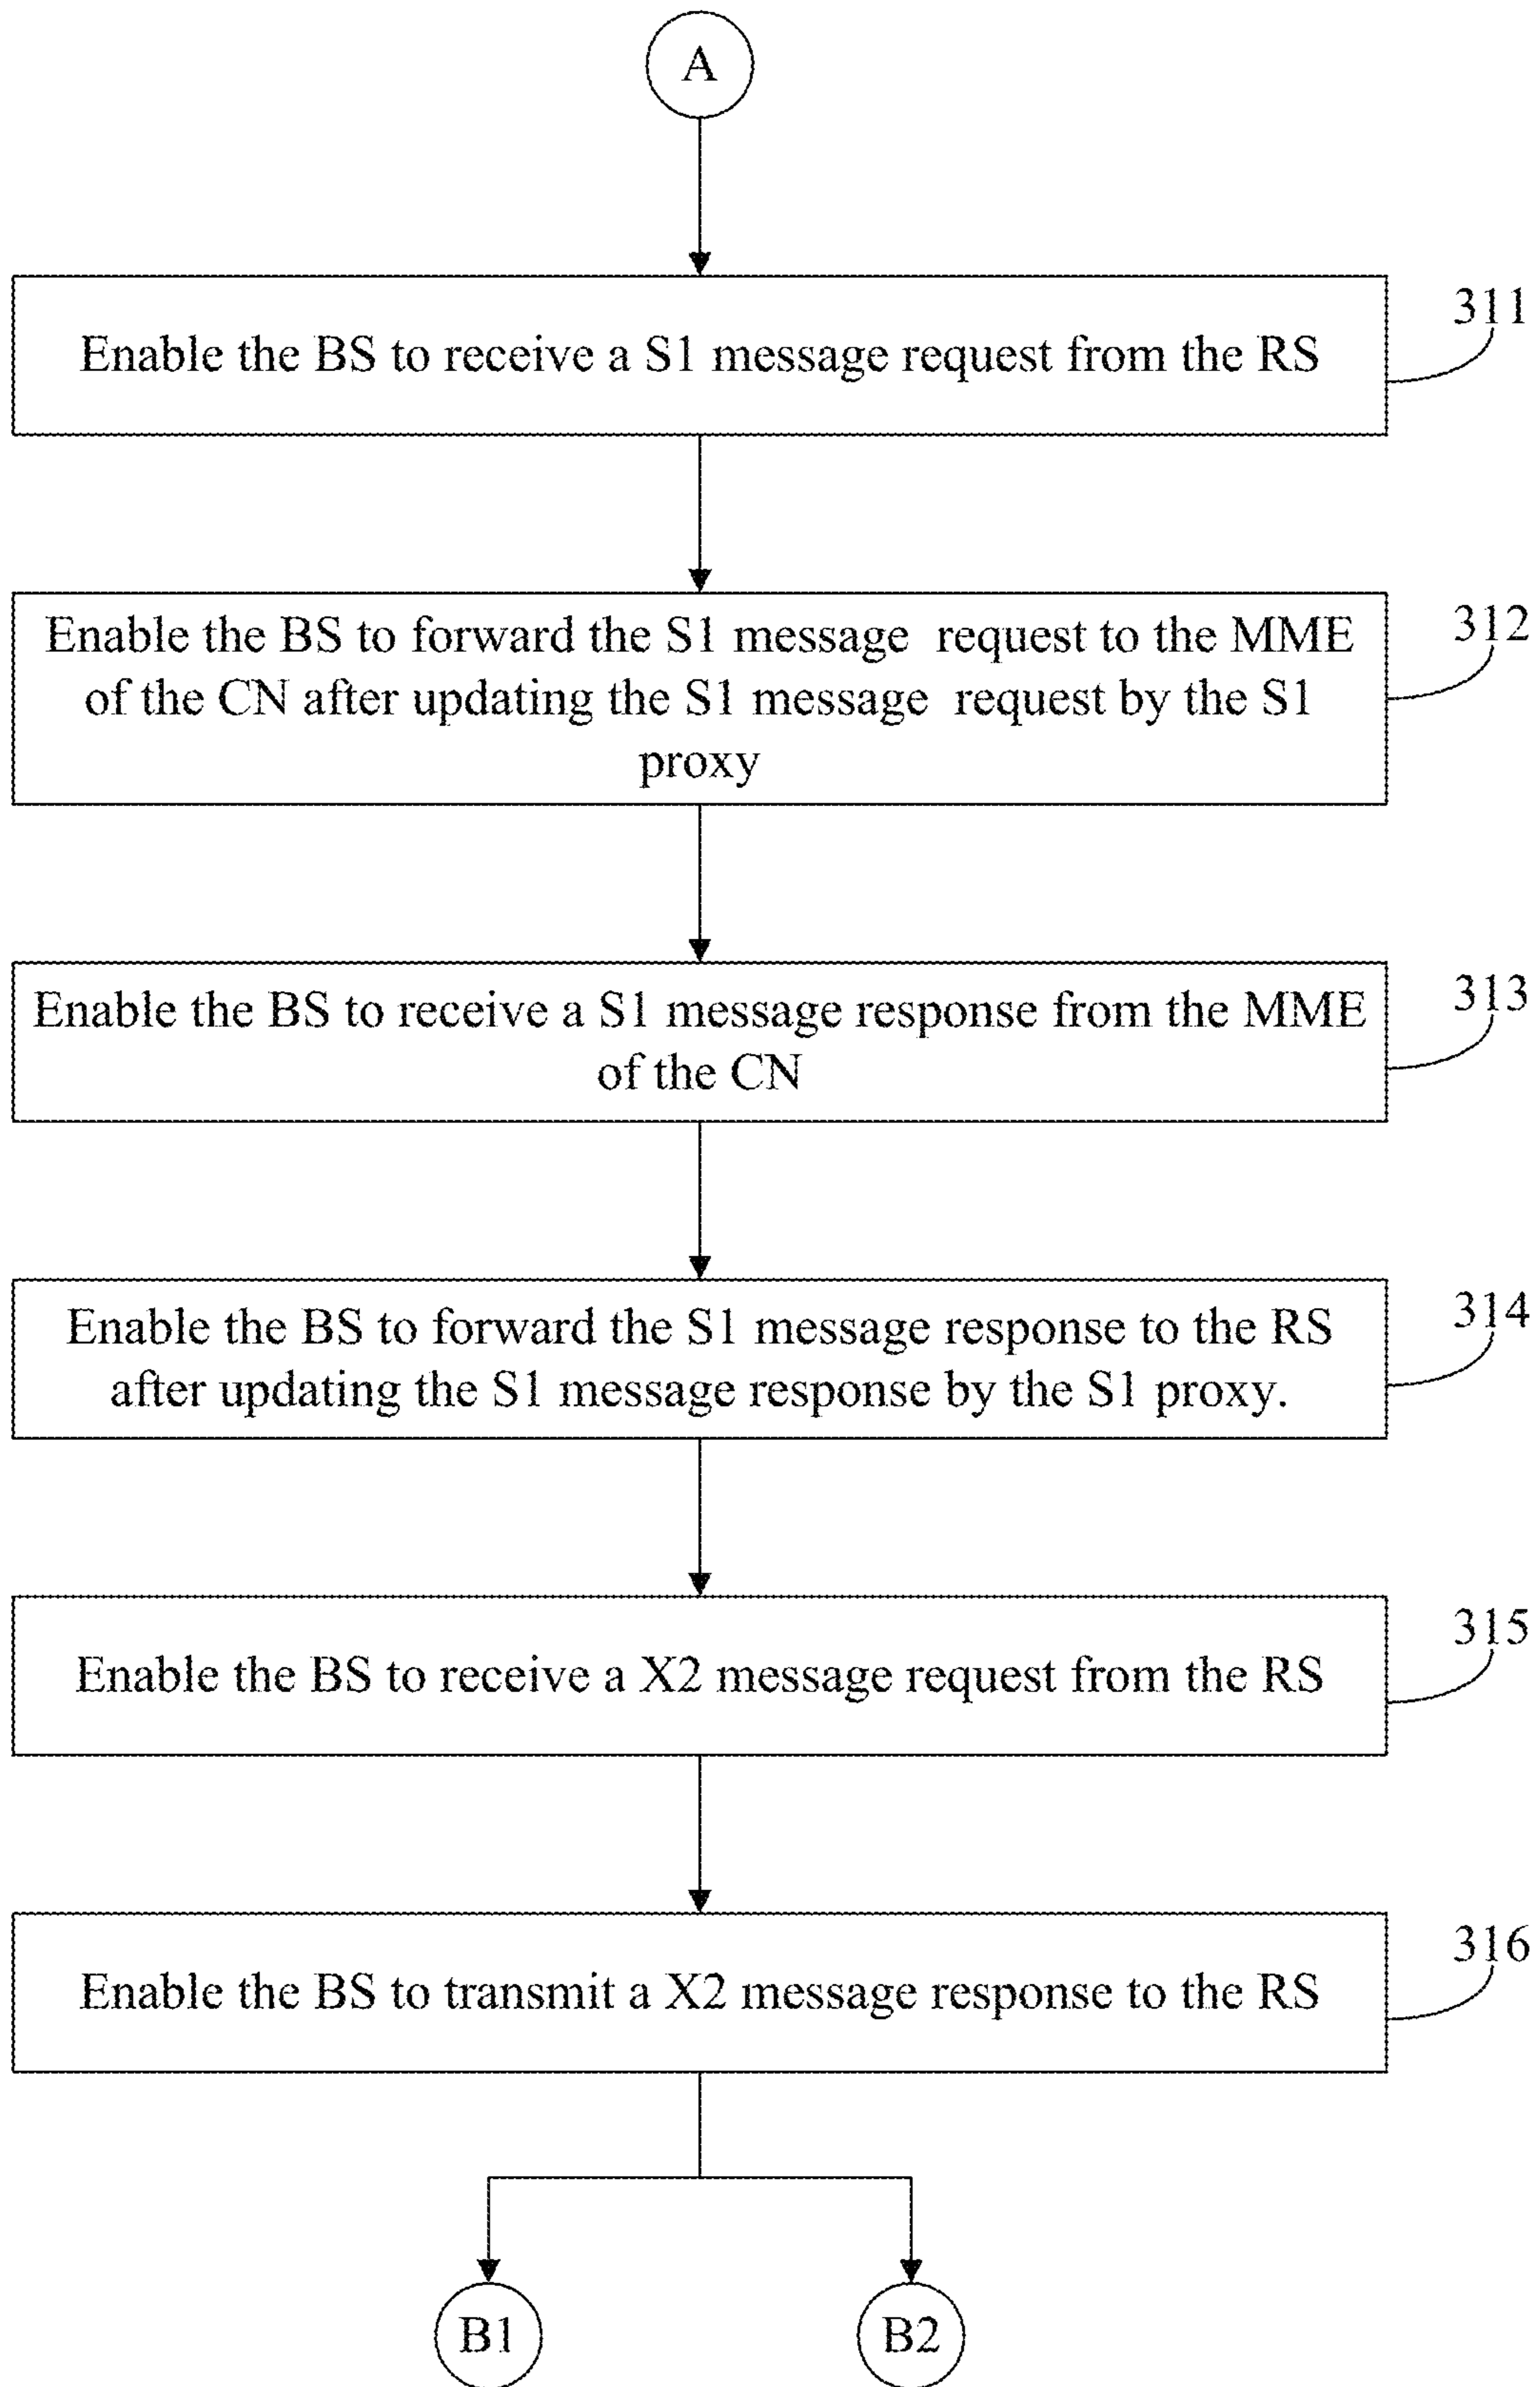 A
Enable the BS to receive a S1 message request from the RS
311
Enable the BS to forward the S1 message request to the MME
of the CN after updating the S1 message request by the S1
proxy
312
Enable the BS to receive a S1 message response from the MME
of the CN
313
Enable the BS to forward the S1 message response to the RS
after updating the S1 message response by the S1 proxy.
314
Enable the BS to receive a X2 message request from the RS
315
Enable the BS to transmit a X2 message response to the RS
316
B1
B2